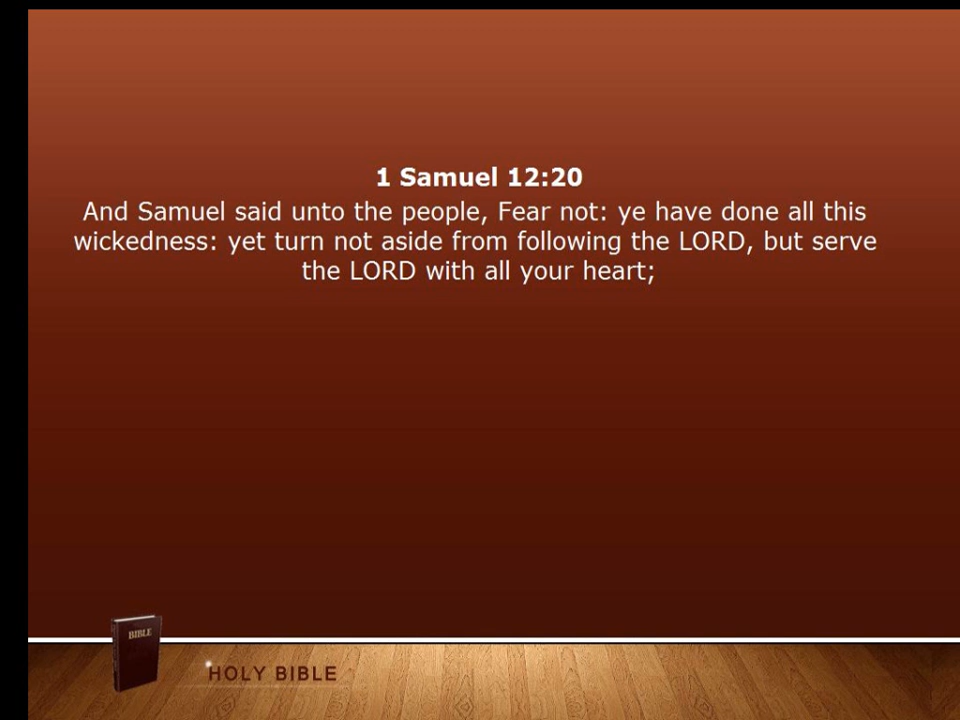 1 Samuel 12:20
And Samuel said unto the people, Fear not: ye have done all this
wickedness: yet turn not aside from following the LORD, but serve
the LORD with all your heart;
BIBLE
HOLY BIBLE